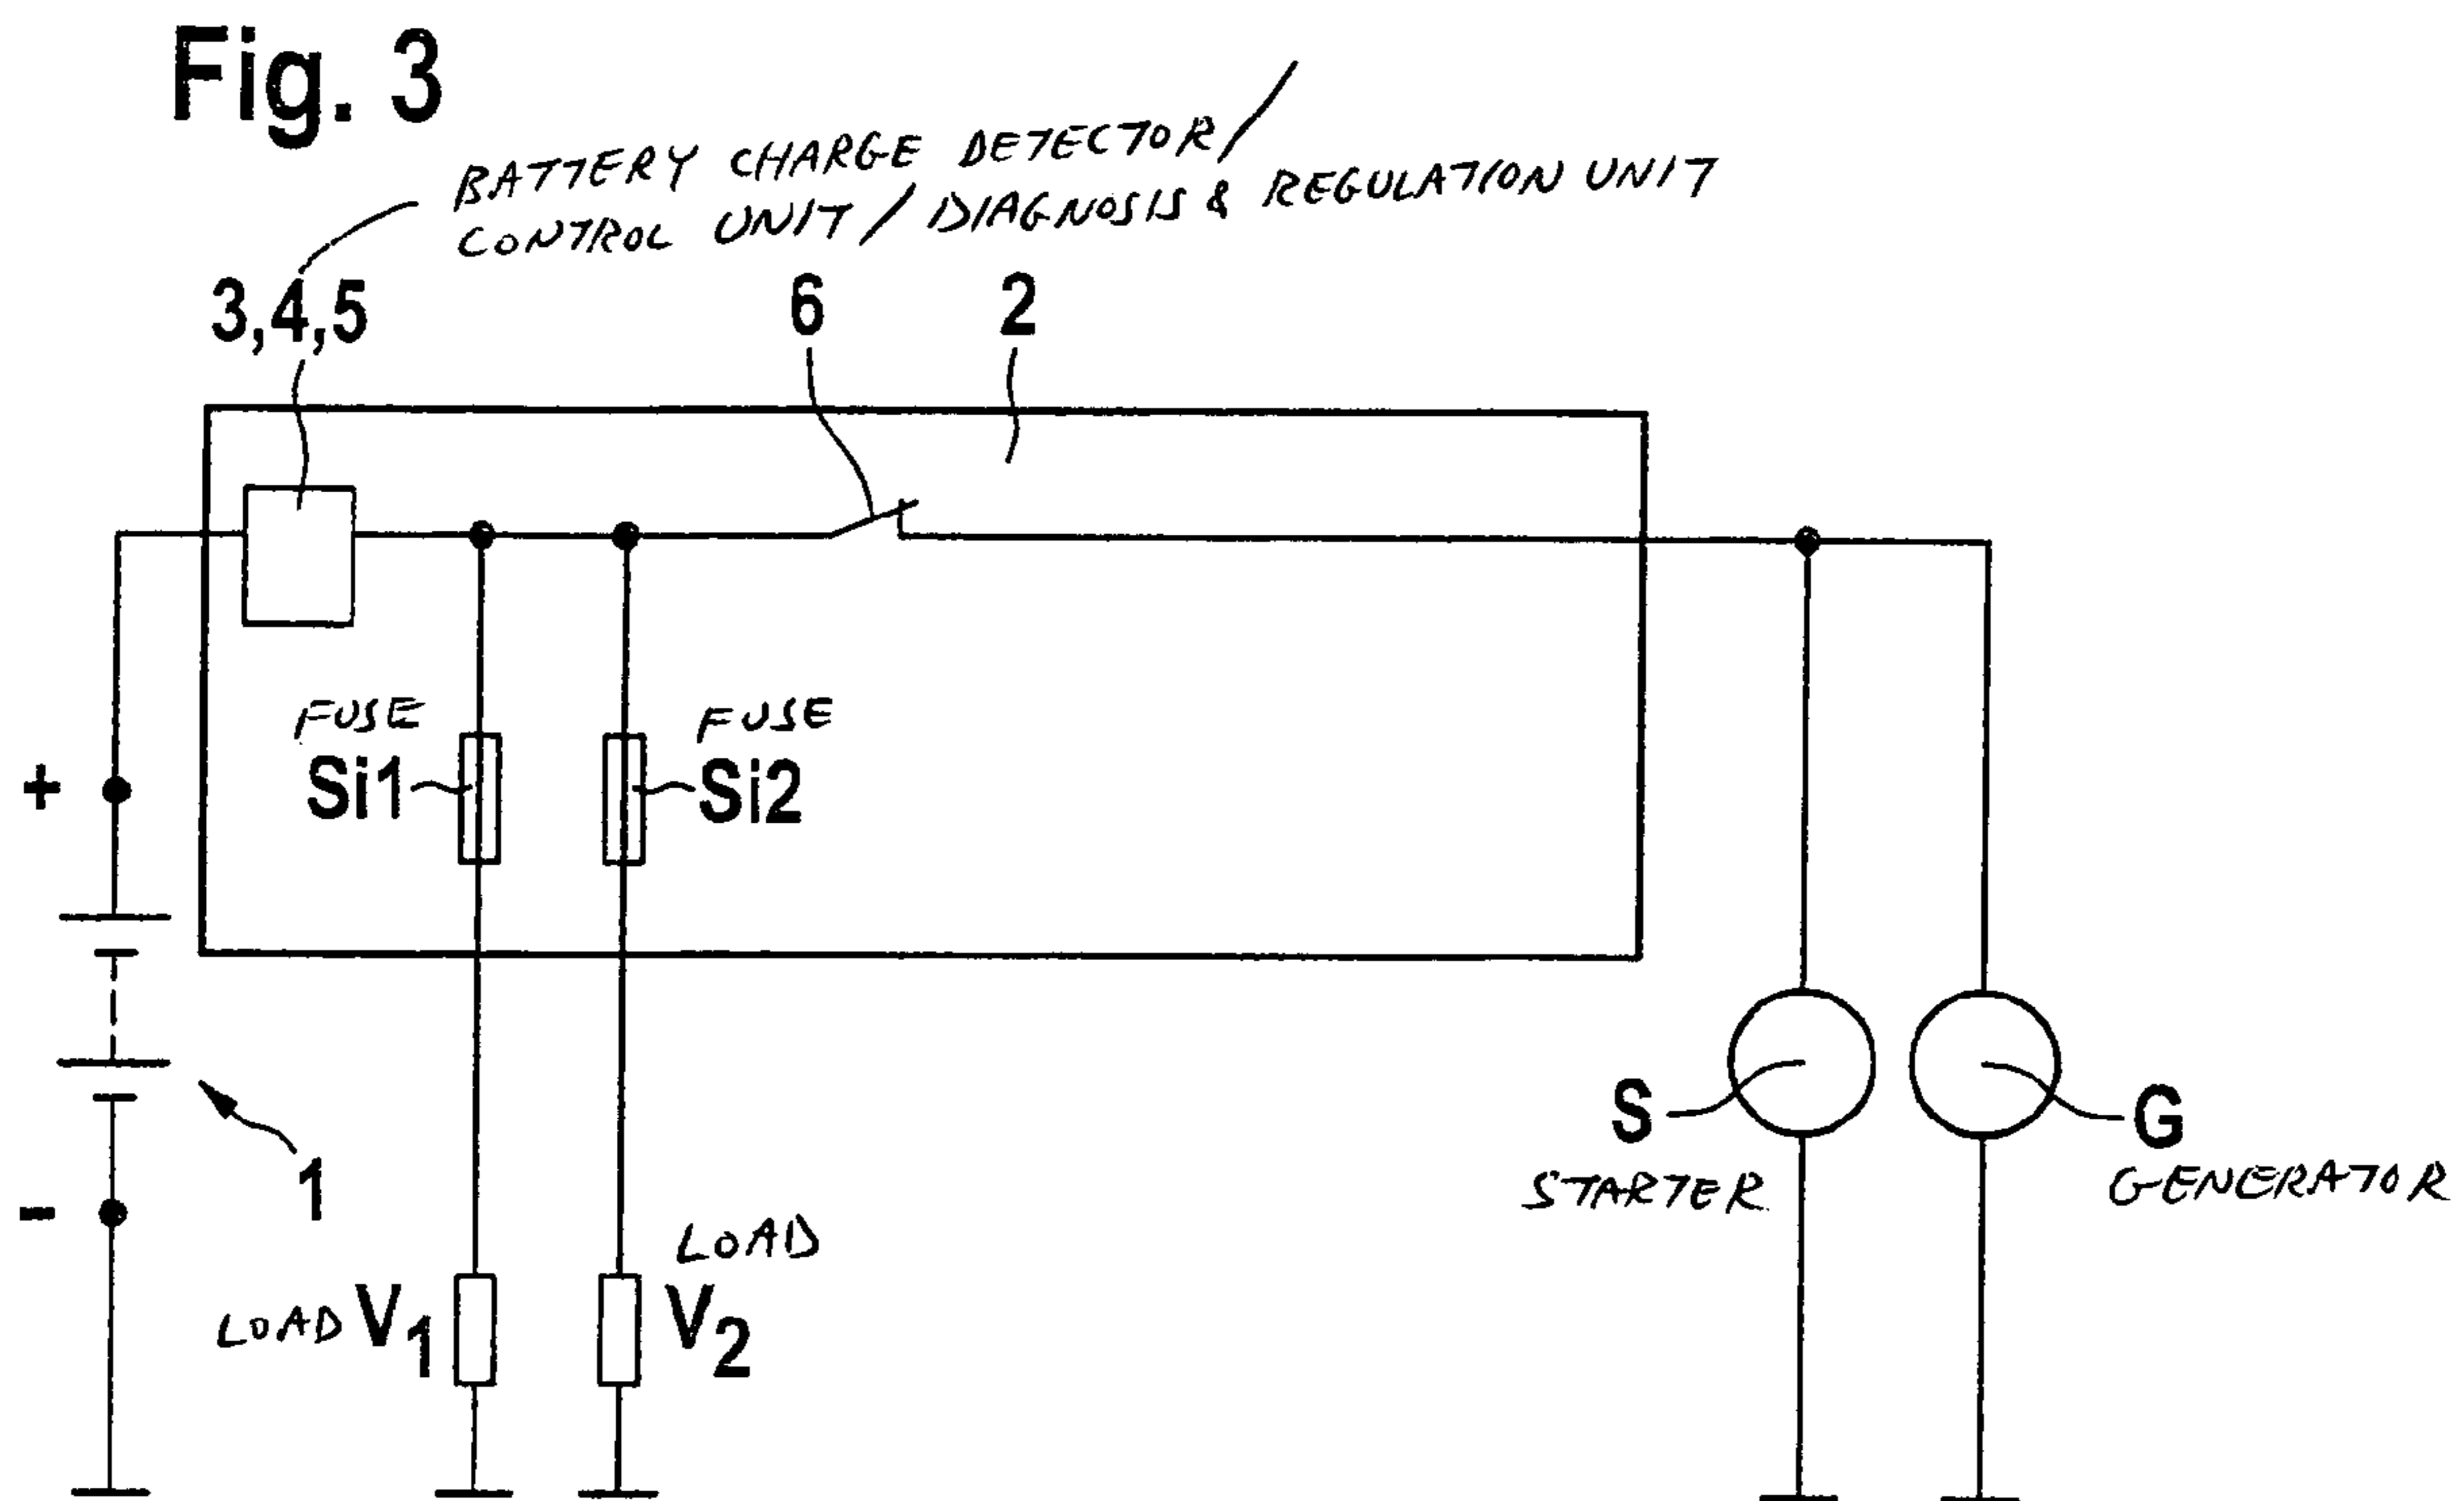 Fig. 3
BATTERY CHARGE DETECTOR/
CONTROL UNIT/DIAGNOSIS & REGULATION UNIT
3,4,5
6
2
FUSE
Si1
FUSE
Si2
+
1
-
S
STARTER
G
GENERATOR
LOAD V1
LOAD
V2